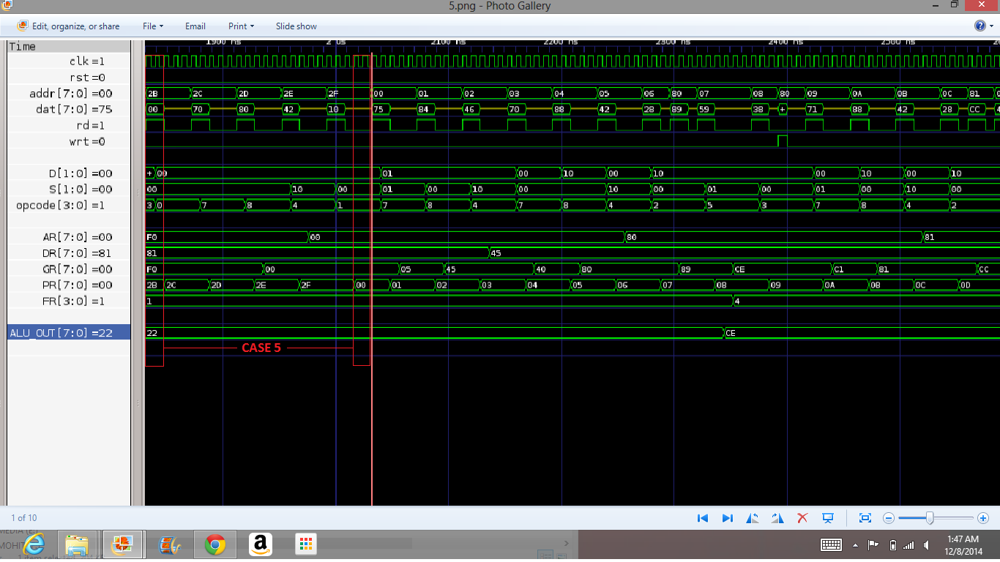 5.png - Photo Gallery
Edit, organize, or share File Email Print Slide show
Time 1900 ns 2 us 2100 ns 2200 ns 2300 ns 2400 ns 2500 ns
clk=1
rst=0
addr[7:0]=00 2B 2C 2D 2E 2F 00 01 02 03 04 05 06 80 07 08 80 09 0A 0B 0C 81
dat[7:0]=75 00 70 80 42 10 75 84 46 70 88 42 28 89 59 38 + 71 88 42 28 CC 4
rd=1
wrt=0
D[1:0]=00 + 00 01 00 10 00 10 00 10 00 10
S[1:0]=00 00 10 00 01 00 10 00 10 00 01 00 01 00 10 00
opcode[3:0]=1 3 0 7 8 4 1 7 8 4 7 8 4 2 5 3 7 8 4 2
AR[7:0]=00 F0 00 80 81
DR[7:0]=81 81 45
GR[7:0]=00 F0 00 05 45 40 80 89 CE C1 81 CC
PR[7:0]=00 2B 2C 2D 2E 2F 00 01 02 03 04 05 06 07 08 09 0A 0B 0C 0D
FR[3:0]=1 1 4
ALU_OUT[7:0]=22 22 CE
CASE 5
1 of 10
MOHIT
1:47 AM
12/8/2014